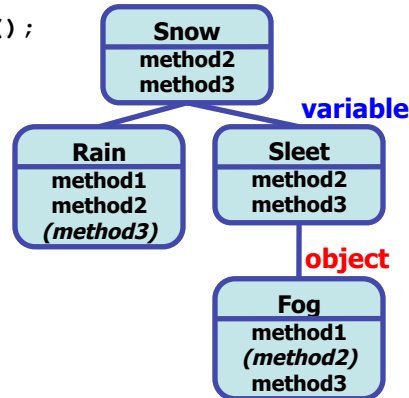 ();
Snow
method2
method3
variable
Rain
method1
method2
(method3)
Sleet
method2
method3
object
Fog
method1
(method2)
method3